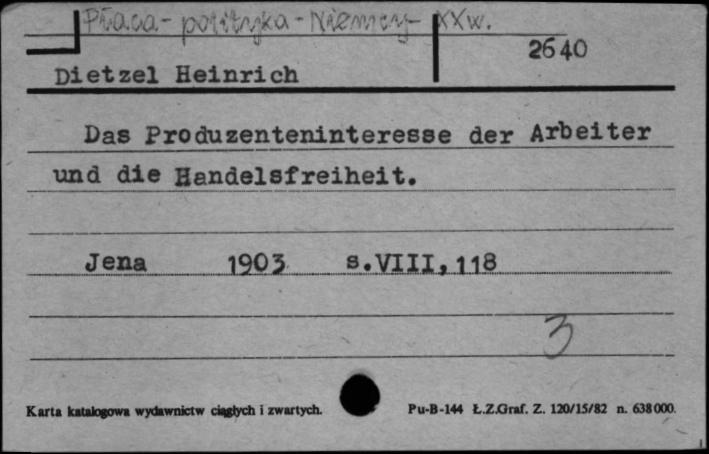 Płaca - polityka - Niemcy - XXw.
2640
Dietzel Heinrich
Das Produzenteninteresse der Arbeiter
und die Handelsfreiheit.
Jena 1903 s.VIII,118
3
Karta katalogowa wydawnictw ciągłych i zwartych. Pu-B-144 Ł.Z.Graf. Z. 120/15/82 n. 638000.